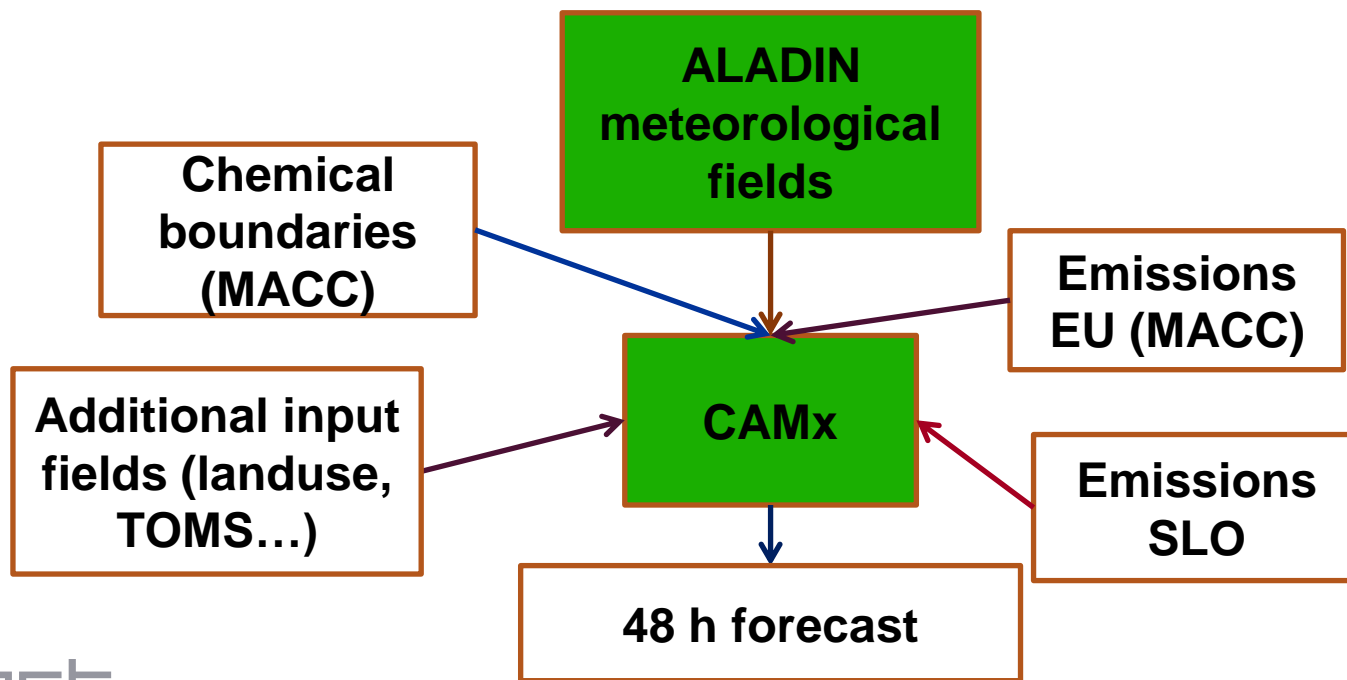 ALADIN
meteorological
fields
Chemical
boundaries
(MACC)
Emissions
EU (MACC)
Additional input
fields (landuse,
TOMS…)
CAMx
Emissions
SLO
48 h forecast